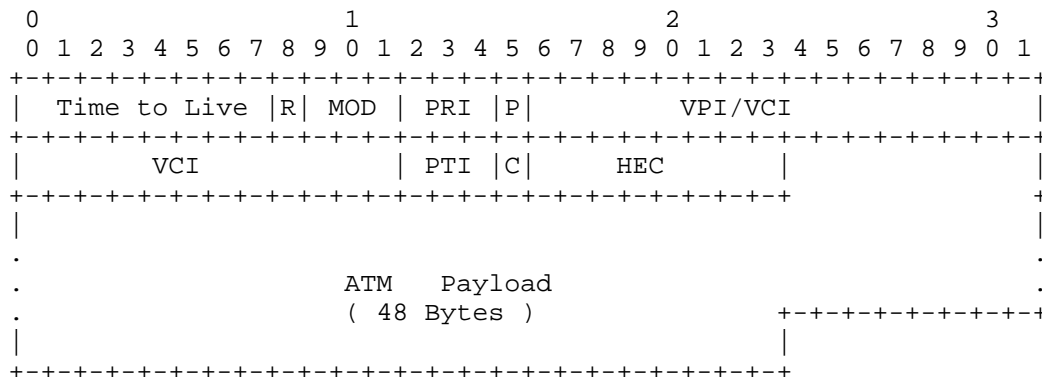 0                   1                   2                   3
0 1 2 3 4 5 6 7 8 9 0 1 2 3 4 5 6 7 8 9 0 1 2 3 4 5 6 7 8 9 0 1
+-+-+-+-+-+-+-+-+-+-+-+-+-+-+-+-+-+-+-+-+-+-+-+-+-+-+-+-+-+-+-+-+
|  Time to Live |R| MOD | PRI |P|         VPI/VCI               |
+-+-+-+-+-+-+-+-+-+-+-+-+-+-+-+-+-+-+-+-+-+-+-+-+-+-+-+-+-+-+-+-+
|        VCI            | PTI |C|     HEC       |               |
+-+-+-+-+-+-+-+-+-+-+-+-+-+-+-+-+-+-+-+-+-+-+-+-+               +
|                                                               |
.                                                               .
.                    ATM   Payload                              .
.                    ( 48 Bytes )               +-+-+-+-+-+-+-+-+
|                                               |
+-+-+-+-+-+-+-+-+-+-+-+-+-+-+-+-+-+-+-+-+-+-+-+-+